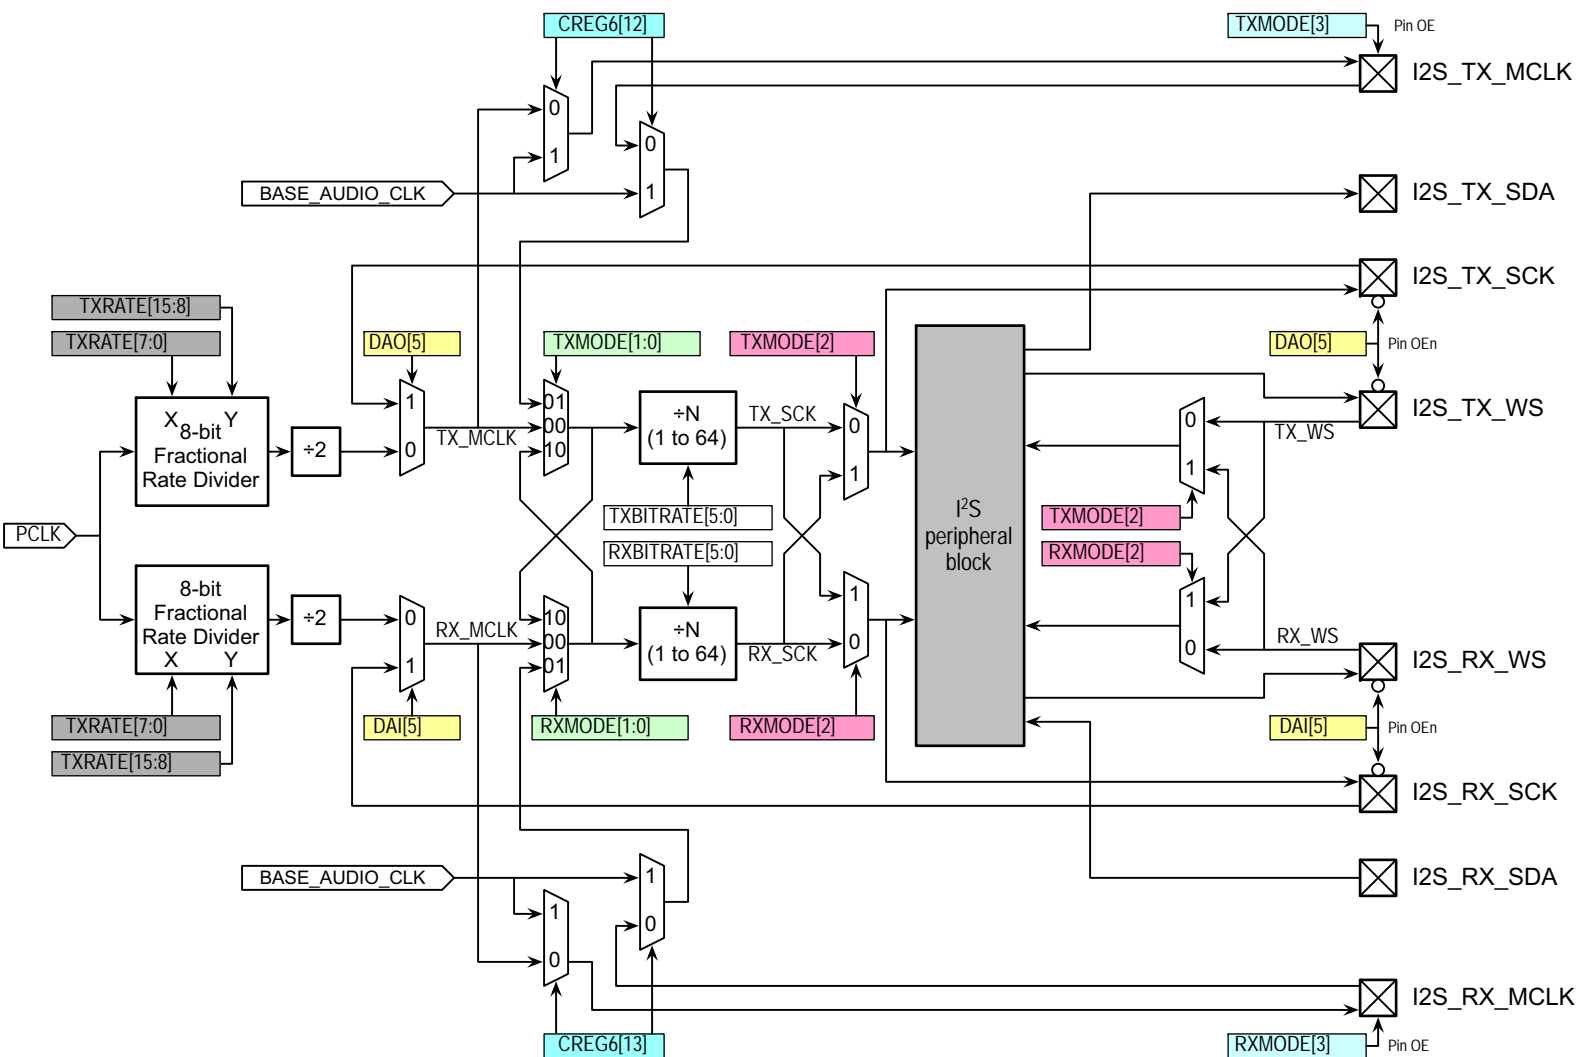 CREG6[12]
TXMODE[3]
Pin OE
I2S_TX_MCLK
0
1
0
1
BASE_AUDIO_CLK
I2S_TX_SDA
I2S_TX_SCK
TXRATE[15:8]
TXRATE[7:0]
DAO[5]
TXMODE[1:0]
TXMODE[2]
DAO[5]
Pin OEn
I2S_TX_WS
X Y
8-bit
Fractional
Rate Divider
÷2
1
0
TX_MCLK
01
00
10
÷N
(1 to 64)
TX_SCK
0
1
0
1
TX_WS
TXBITRATE[5:0]
TXMODE[2]
PCLK
I²S
peripheral
block
RXBITRATE[5:0]
RXMODE[2]
8-bit
Fractional
Rate Divider
X Y
÷2
0
1
RX_MCLK
10
00
01
÷N
(1 to 64)
RX_SCK
1
0
1
0
RX_WS
I2S_RX_WS
TXRATE[7:0]
TXRATE[15:8]
DAI[5]
RXMODE[1:0]
RXMODE[2]
DAI[5]
Pin OEn
I2S_RX_SCK
BASE_AUDIO_CLK
1
0
1
0
I2S_RX_SDA
I2S_RX_MCLK
CREG6[13]
RXMODE[3]
Pin OE